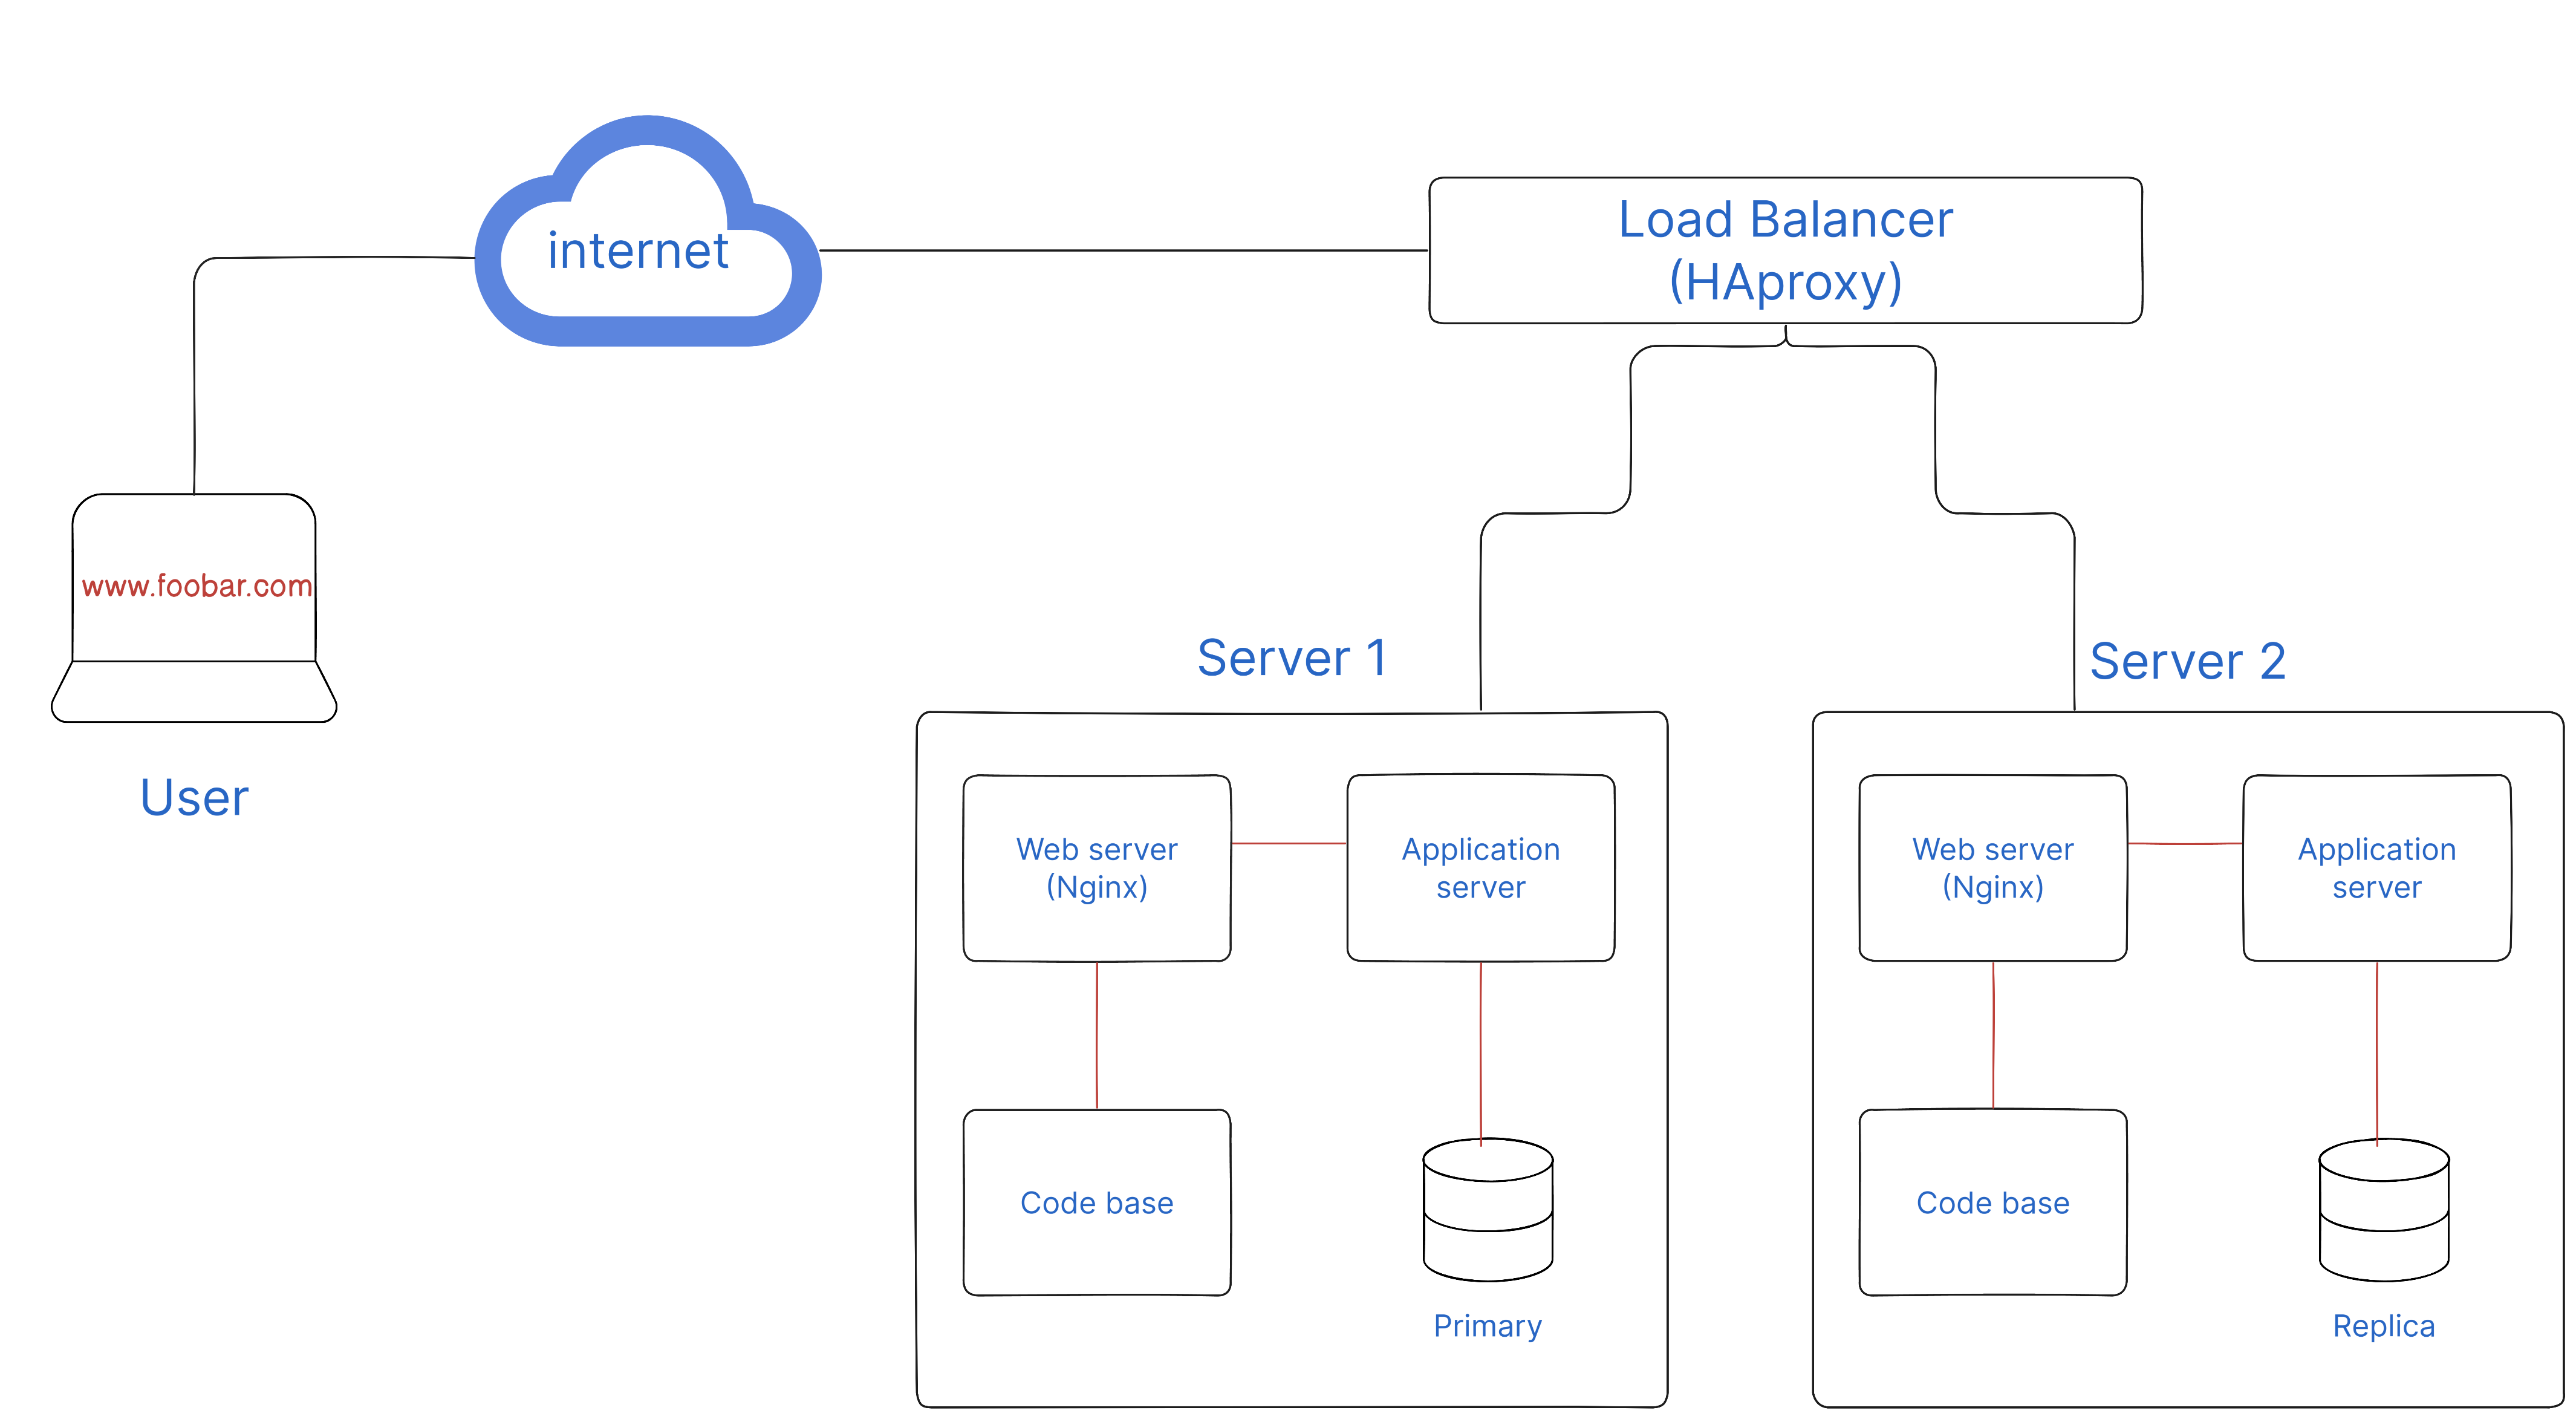 internet
Load Balancer
(HAproxy)
www.foobar.com
User
Server 1
Web server
(Nginx)
Application
server
Code base
Primary
Server 2
Web server
(Nginx)
Application
server
Code base
Replica